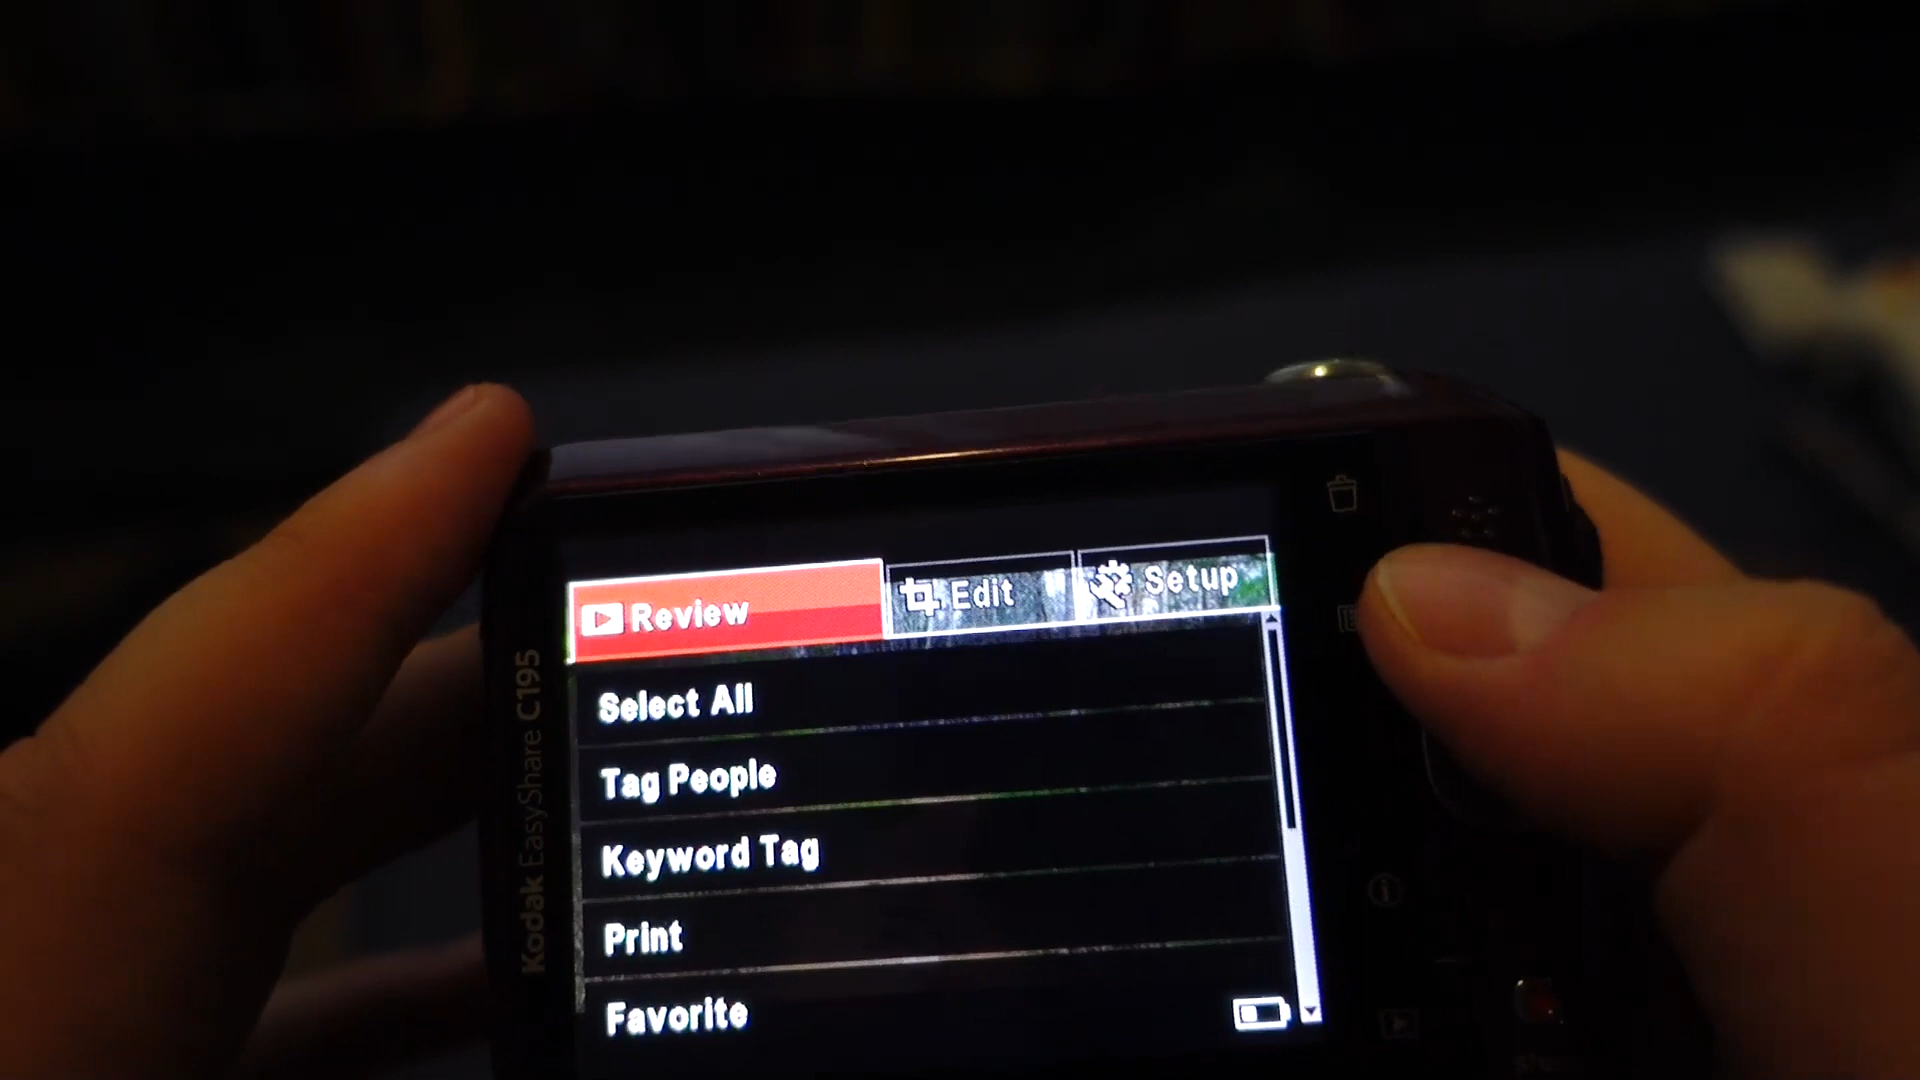 Review
Edit
Setup
Select All
Tag People
Keyword Tag
Print
Favorite
Kodak EasyShare C195